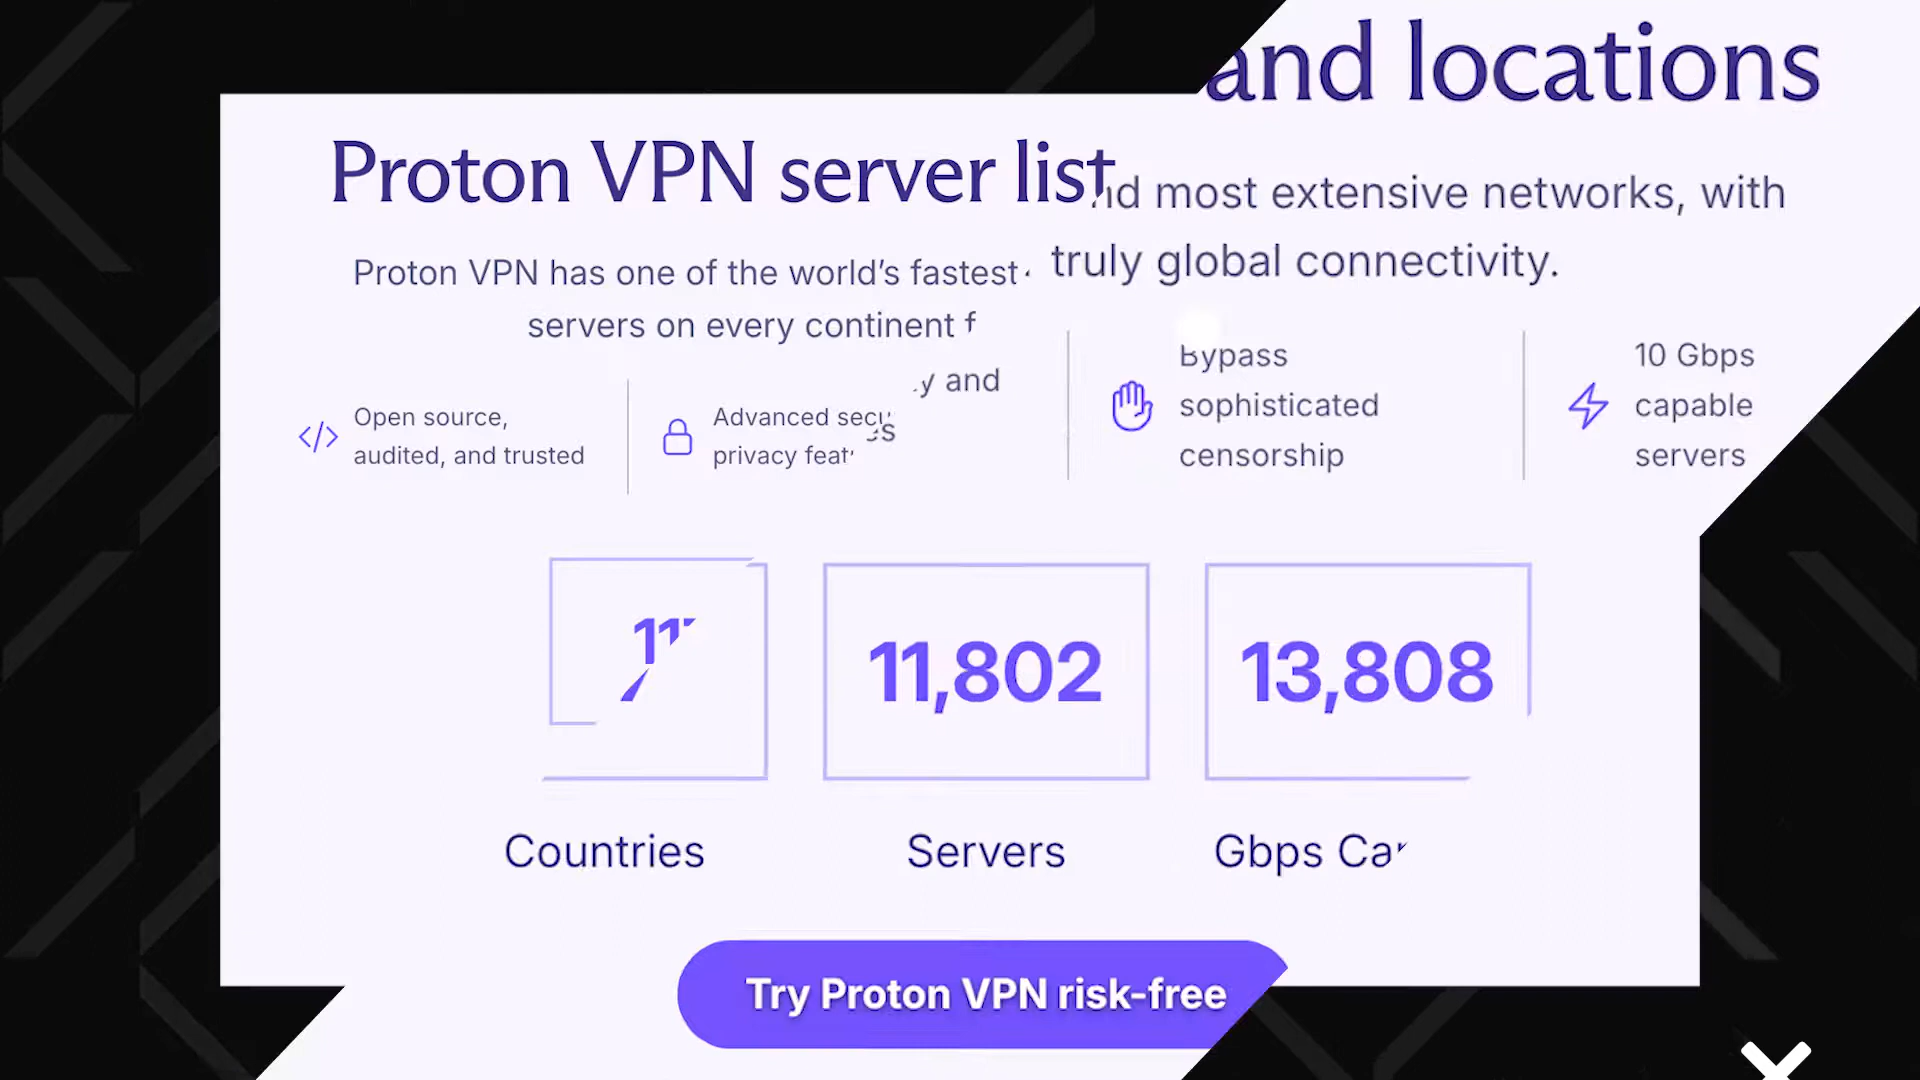 and locations
Proton VPN server list
most extensive networks, with
Proton VPN has one of the world's fastest
truly global connectivity.
servers on every continent
and
Open source,
audited, and trusted
Advanced
privacy
Bypass
sophisticated
censorship
10 Gbps
capable
servers
11,802
13,808
Countries
Servers
Gbps
Try Proton VPN risk-free